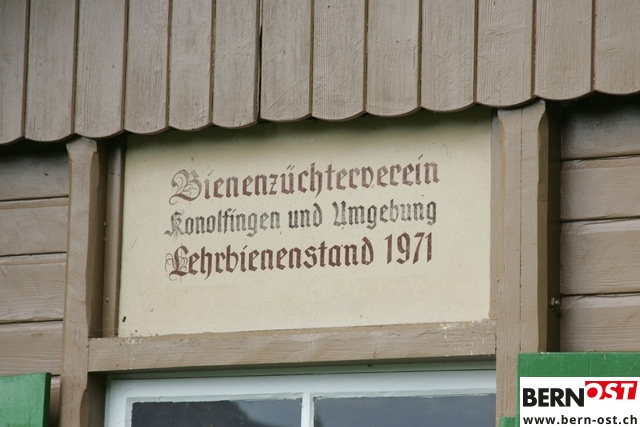 Bienenzüchterverein
Konolfingen und Umgebung
Lehrbienenstand 1971
BERNOST
www.bern-ost.ch